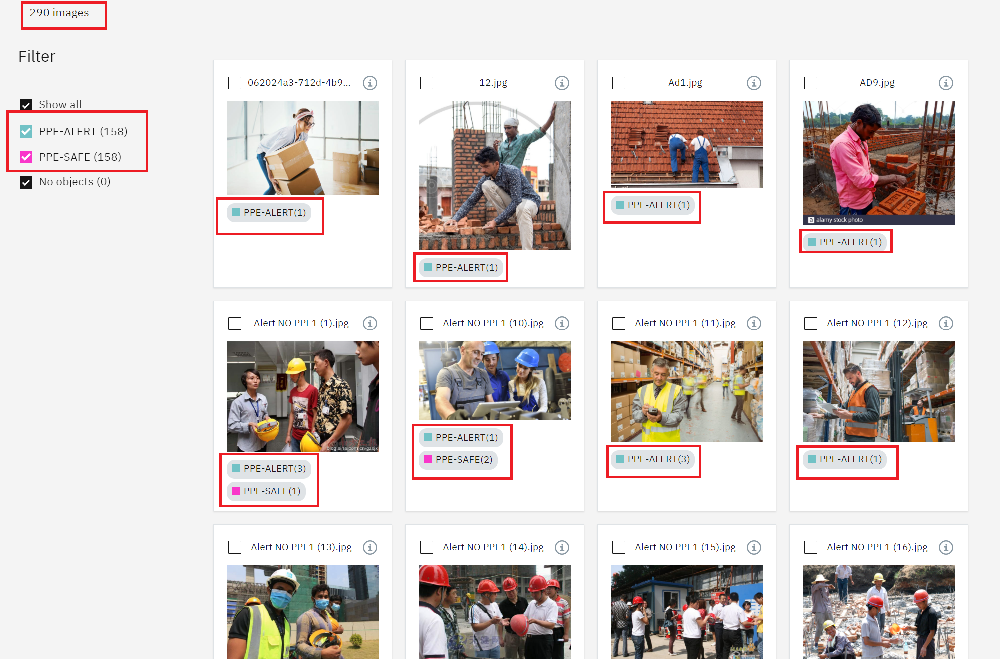 290 images
Filter
Show all
PPE-ALERT (158)
PPE-SAFE (158)
No objects (0)
062024a3-712d-4b9...
12.jpg
Ad1.jpg
AD9.jpg
alamy
a alamy stock photo
PPE-ALERT(1)
PPE-ALERT(1)
PPE-ALERT(1)
PPE-ALERT(1)
Alert NO PPE1 (1).jpg
Alert NO PPE1 (10).jpg
Alert NO PPE1 (11).jpg
Alert NO PPE1 (12).jpg
blog.sina.com.cn/gzxjx
PPE-ALERT(3)
PPE-SAFE(1)
PPE-ALERT(1)
PPE-SAFE(2)
PPE-ALERT(3)
PPE-ALERT(1)
Alert NO PPE1 (13).jpg
Alert NO PPE1 (14).jpg
Alert NO PPE1 (15).jpg
Alert NO PPE1 (16).jpg